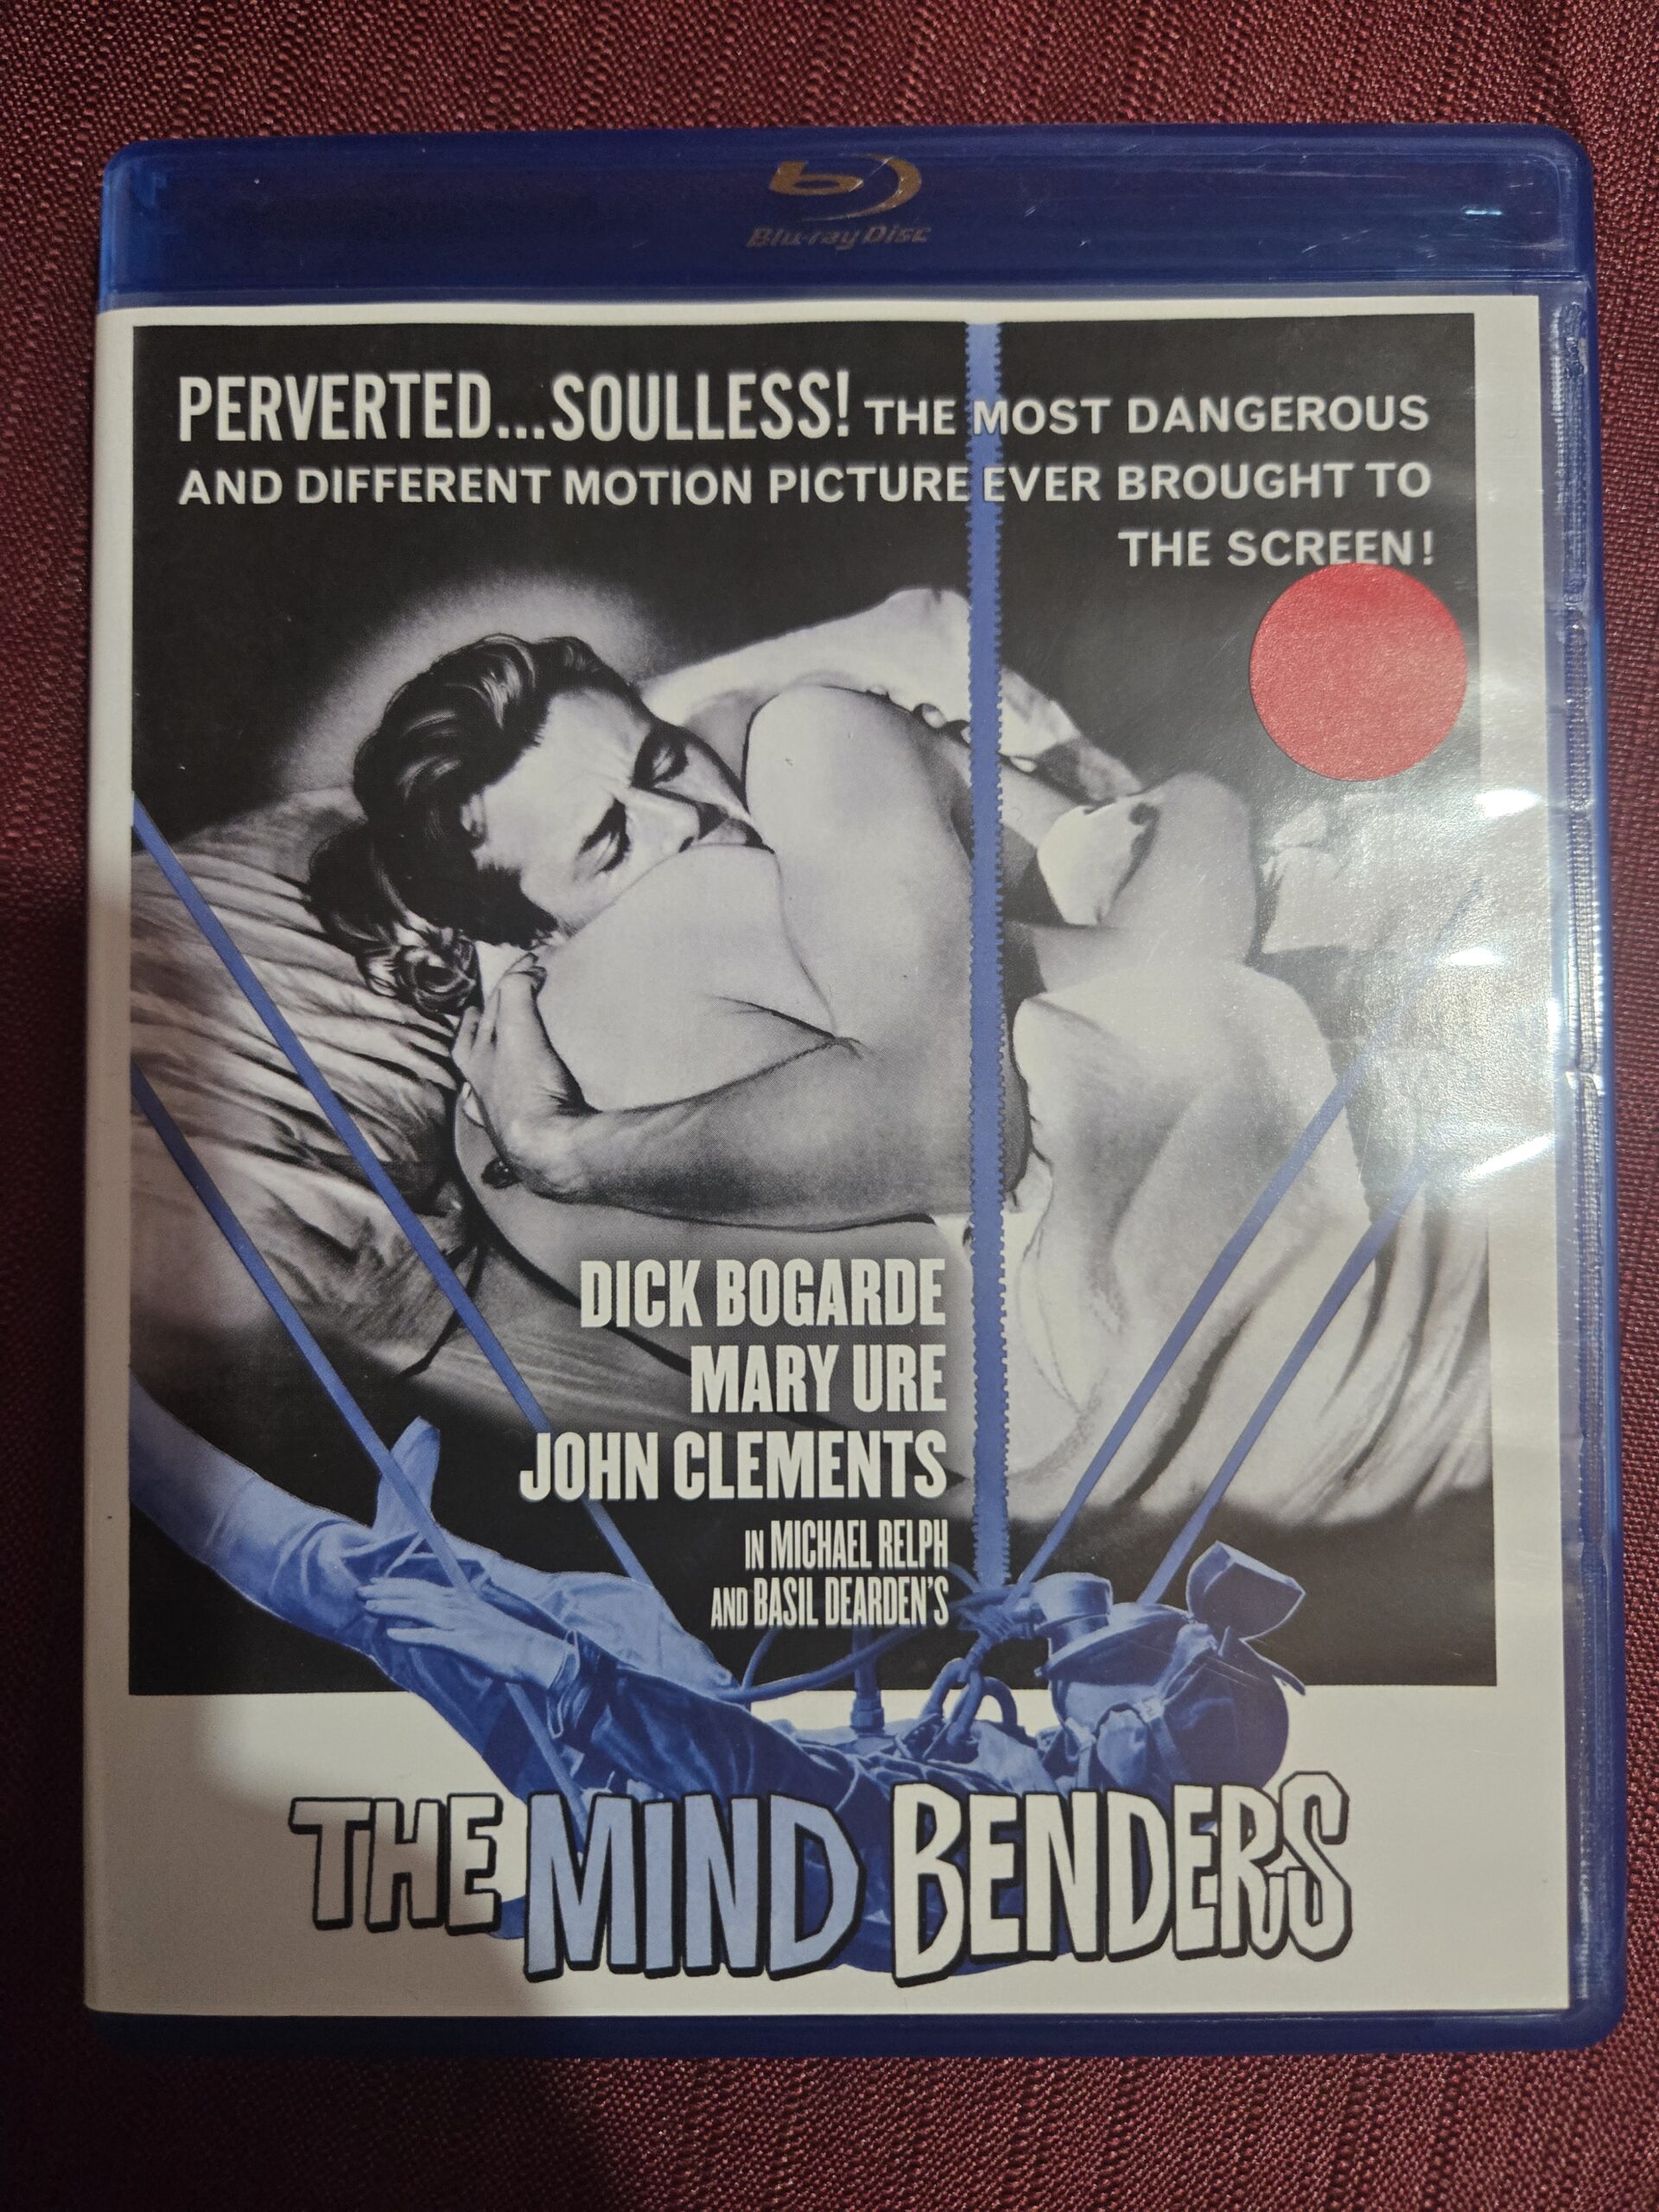 Blu-ray Disc
PERVERTED...SOULLESS! THE MOST DANGEROUS
AND DIFFERENT MOTION PICTURE EVER BROUGHT TO
THE SCREEN!
DICK BOGARDE
MARY URE
JOHN CLEMENTS
IN MICHAEL RELPH
AND BASIL DEARDEN'S
THE MIND BENDERS